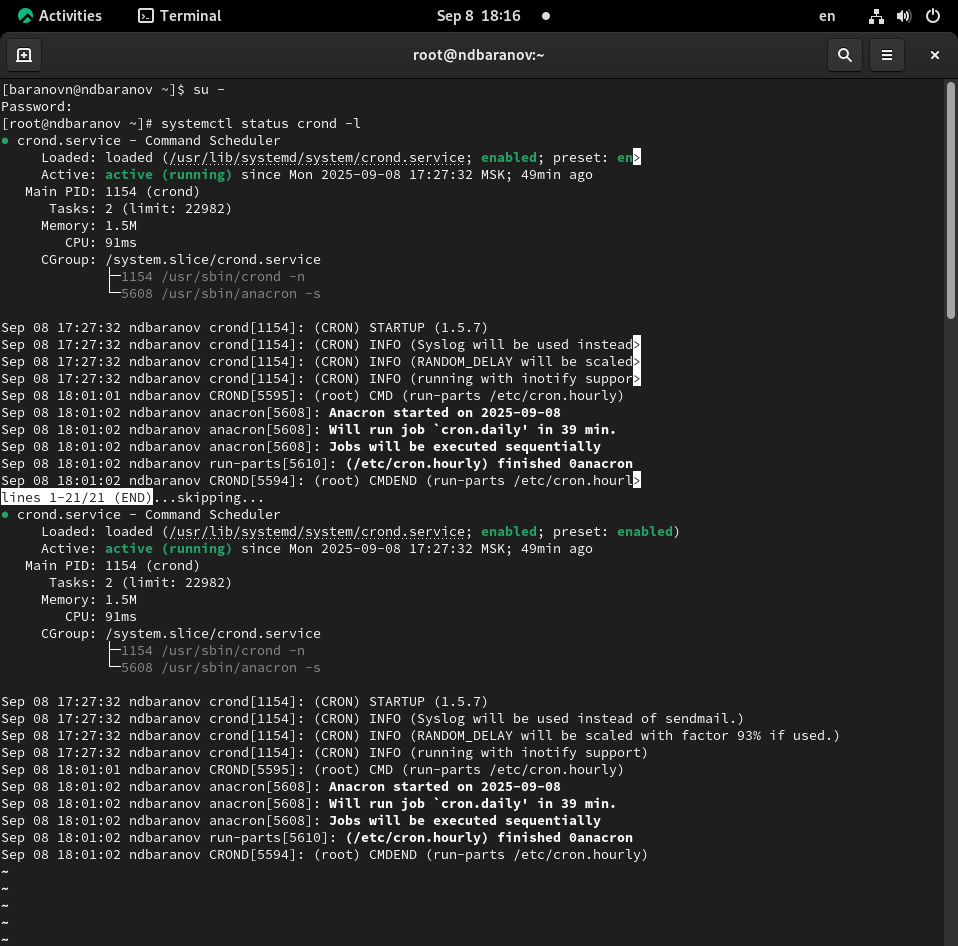 Activities Terminal Sep 8 18:16 en
root@ndbaranov:~
[baranovn@ndbaranov ~]$ su -
Password:
[root@ndbaranov ~]# systemctl status crond -l
● crond.service - Command Scheduler
     Loaded: loaded (/usr/lib/systemd/system/crond.service; enabled; preset: en>
     Active: active (running) since Mon 2025-09-08 17:27:32 MSK; 49min ago
   Main PID: 1154 (crond)
      Tasks: 2 (limit: 22982)
     Memory: 1.5M
        CPU: 91ms
     CGroup: /system.slice/crond.service
             ├─1154 /usr/sbin/crond -n
             └─5608 /usr/sbin/anacron -s
Sep 08 17:27:32 ndbaranov crond[1154]: (CRON) STARTUP (1.5.7)
Sep 08 17:27:32 ndbaranov crond[1154]: (CRON) INFO (Syslog will be used instead>
Sep 08 17:27:32 ndbaranov crond[1154]: (CRON) INFO (RANDOM_DELAY will be scaled>
Sep 08 17:27:32 ndbaranov crond[1154]: (CRON) INFO (running with inotify suppor>
Sep 08 18:01:01 ndbaranov CROND[5595]: (root) CMD (run-parts /etc/cron.hourly)
Sep 08 18:01:02 ndbaranov anacron[5608]: Anacron started on 2025-09-08
Sep 08 18:01:02 ndbaranov anacron[5608]: Will run job `cron.daily' in 39 min.
Sep 08 18:01:02 ndbaranov anacron[5608]: Jobs will be executed sequentially
Sep 08 18:01:02 ndbaranov run-parts[5610]: (/etc/cron.hourly) finished 0anacron
Sep 08 18:01:02 ndbaranov CROND[5594]: (root) CMDEND (run-parts /etc/cron.hourl>
lines 1-21/21 (END)...skipping...
● crond.service - Command Scheduler
     Loaded: loaded (/usr/lib/systemd/system/crond.service; enabled; preset: enabled)
     Active: active (running) since Mon 2025-09-08 17:27:32 MSK; 49min ago
   Main PID: 1154 (crond)
      Tasks: 2 (limit: 22982)
     Memory: 1.5M
        CPU: 91ms
     CGroup: /system.slice/crond.service
             ├─1154 /usr/sbin/crond -n
             └─5608 /usr/sbin/anacron -s
Sep 08 17:27:32 ndbaranov crond[1154]: (CRON) STARTUP (1.5.7)
Sep 08 17:27:32 ndbaranov crond[1154]: (CRON) INFO (Syslog will be used instead of sendmail.)
Sep 08 17:27:32 ndbaranov crond[1154]: (CRON) INFO (RANDOM_DELAY will be scaled with factor 93% if used.)
Sep 08 17:27:32 ndbaranov crond[1154]: (CRON) INFO (running with inotify support)
Sep 08 18:01:01 ndbaranov CROND[5595]: (root) CMD (run-parts /etc/cron.hourly)
Sep 08 18:01:02 ndbaranov anacron[5608]: Anacron started on 2025-09-08
Sep 08 18:01:02 ndbaranov anacron[5608]: Will run job `cron.daily' in 39 min.
Sep 08 18:01:02 ndbaranov anacron[5608]: Jobs will be executed sequentially
Sep 08 18:01:02 ndbaranov run-parts[5610]: (/etc/cron.hourly) finished 0anacron
Sep 08 18:01:02 ndbaranov CROND[5594]: (root) CMDEND (run-parts /etc/cron.hourly)
~
~
~
~
~